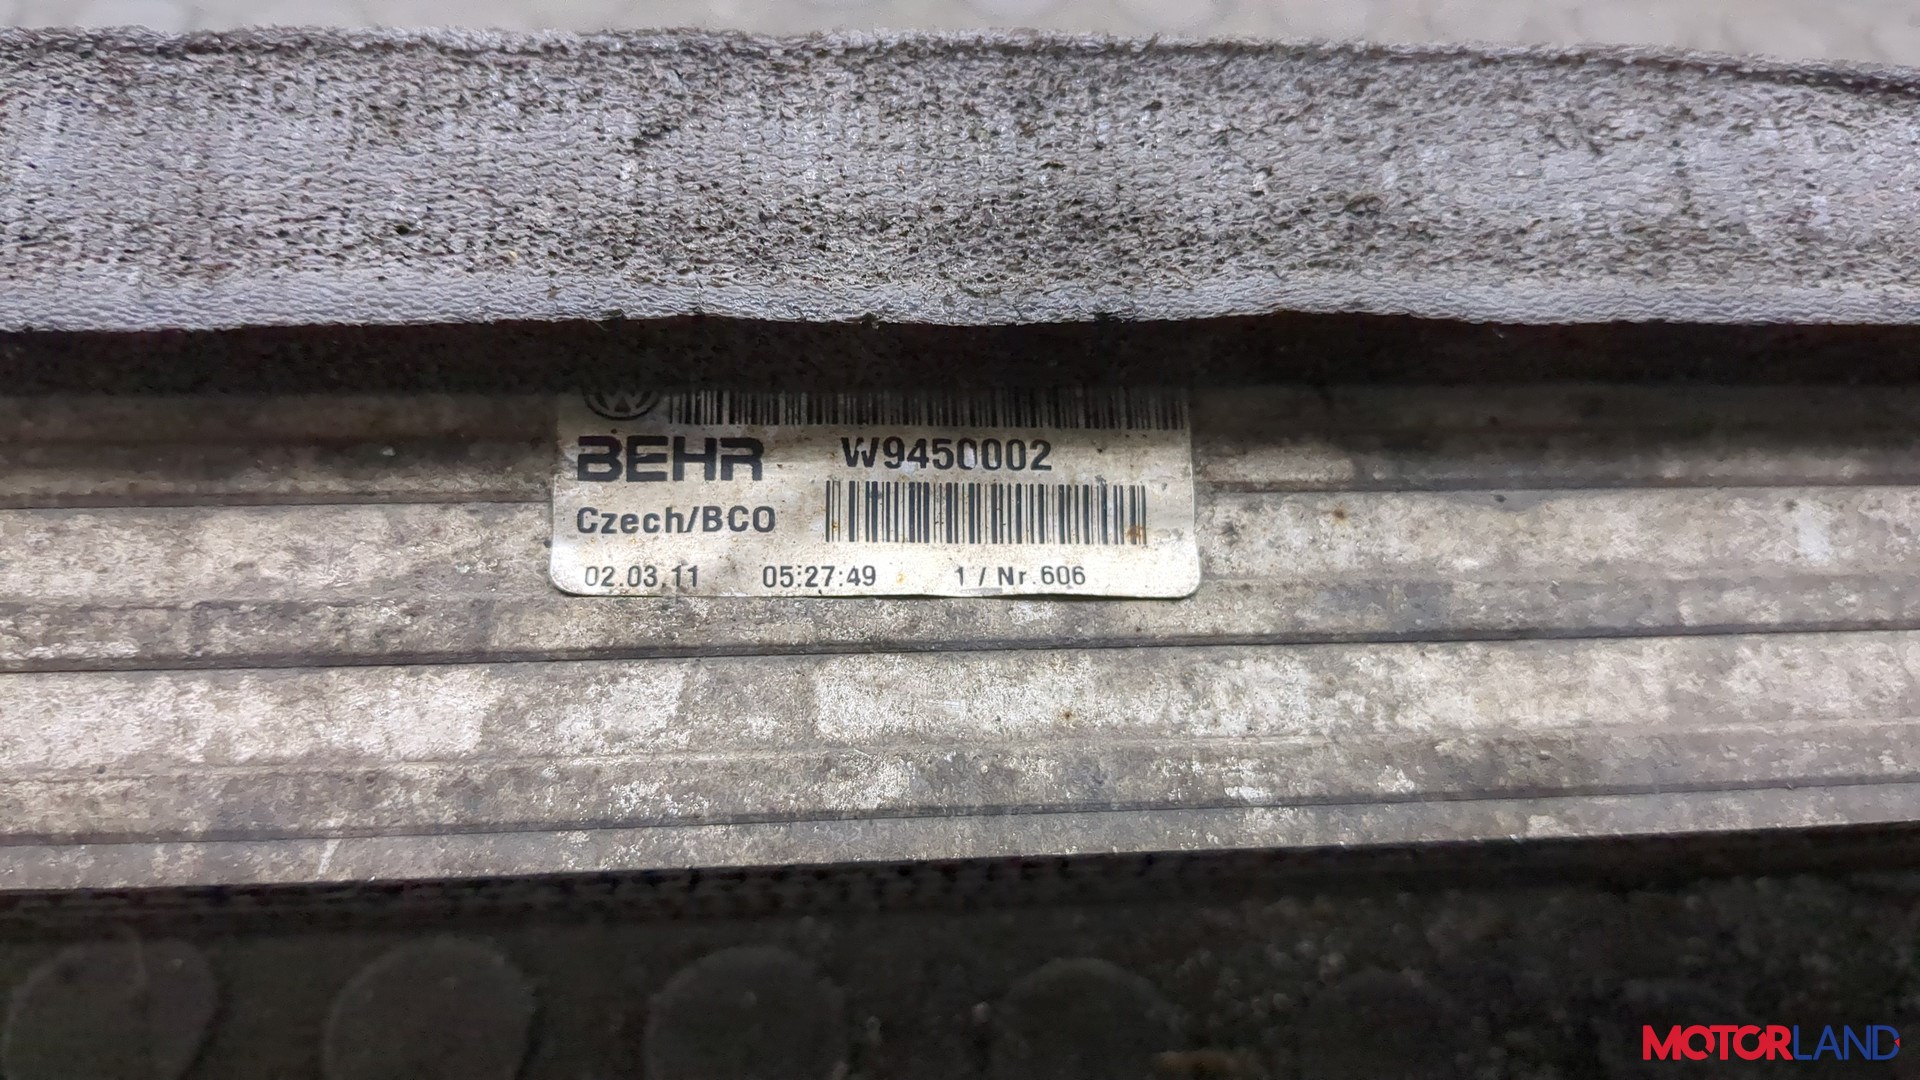 BEHR W9450002
Czech/BCO
02.03.11 05:27:49 1 / Nr.606
MOTORLAND